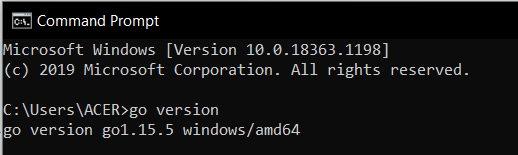 Command Prompt
Microsoft Windows [Version 10.0.18363.1198]
(c) 2019 Microsoft Corporation. All rights reserved.
C:\Users\ACER>go version
go version go1.15.5 windows/amd64